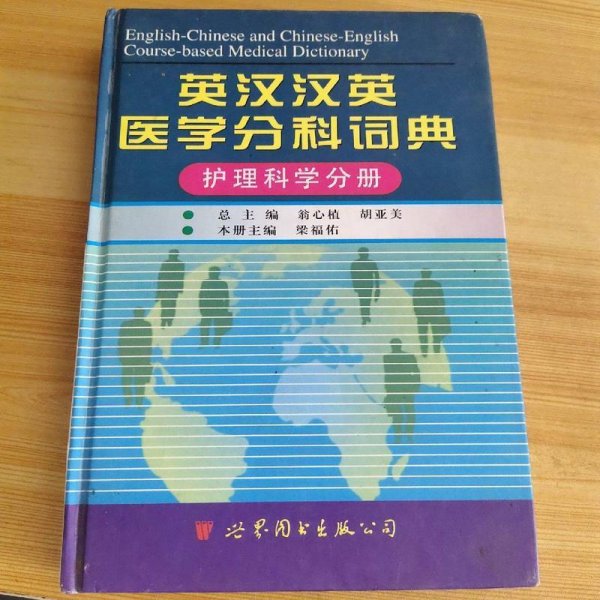 English-Chinese and Chinese-English
Course-based Medical Dictionary
英汉汉英
医学分科词典
护理科学分册
● 总 主 编 翁心植 胡亚美
● 本册主编 梁福佑
世界图书出版公司